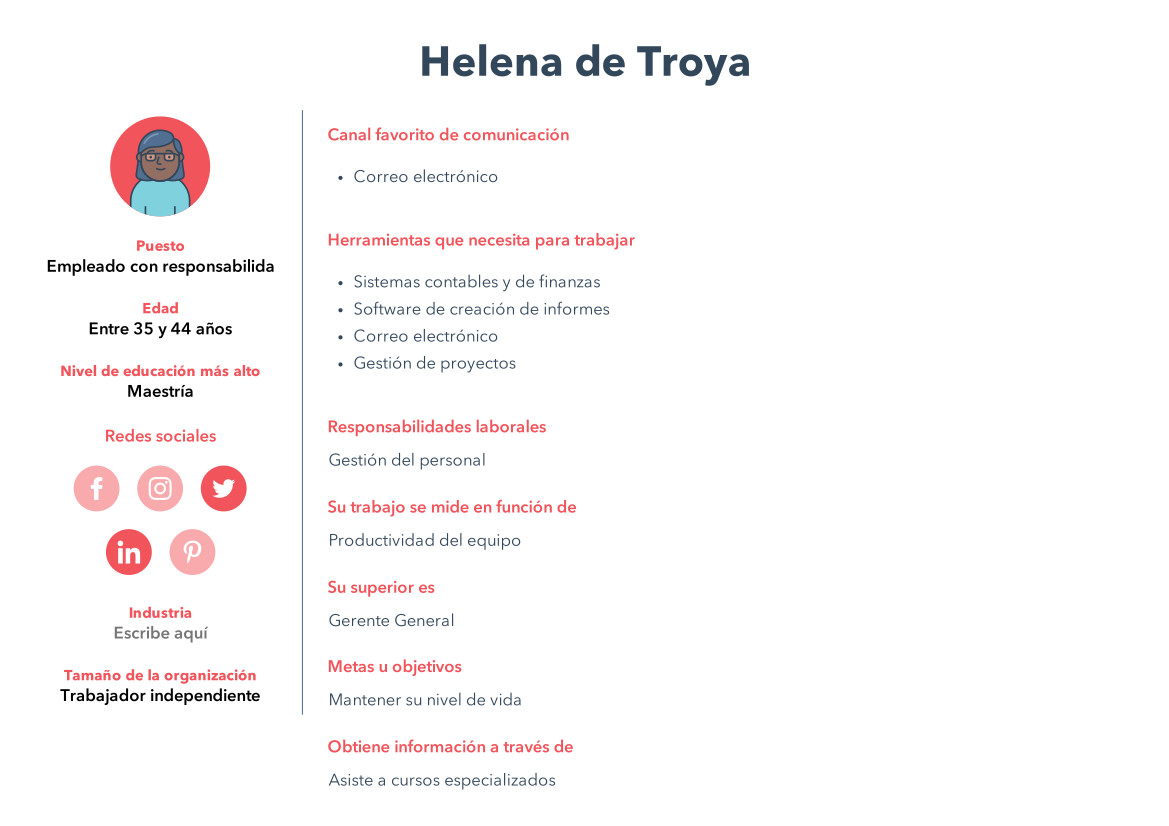 Helena de Troya
Puesto
Empleado con responsabilida
Edad
Entre 35 y 44 años
Nivel de educación más alto
Maestría
Redes sociales
in
Industria
Escribe aquí
Tamaño de la organización
Trabajador independiente
Canal favorito de comunicación
• Correo electrónico
Herramientas que necesita para trabajar
• Sistemas contables y de finanzas
• Software de creación de informes
• Correo electrónico
• Gestión de proyectos
Responsabilidades laborales
Gestión del personal
Su trabajo se mide en función de
Productividad del equipo
Su superior es
Gerente General
Metas u objetivos
Mantener su nivel de vida
Obtiene información a través de
Asiste a cursos especializados